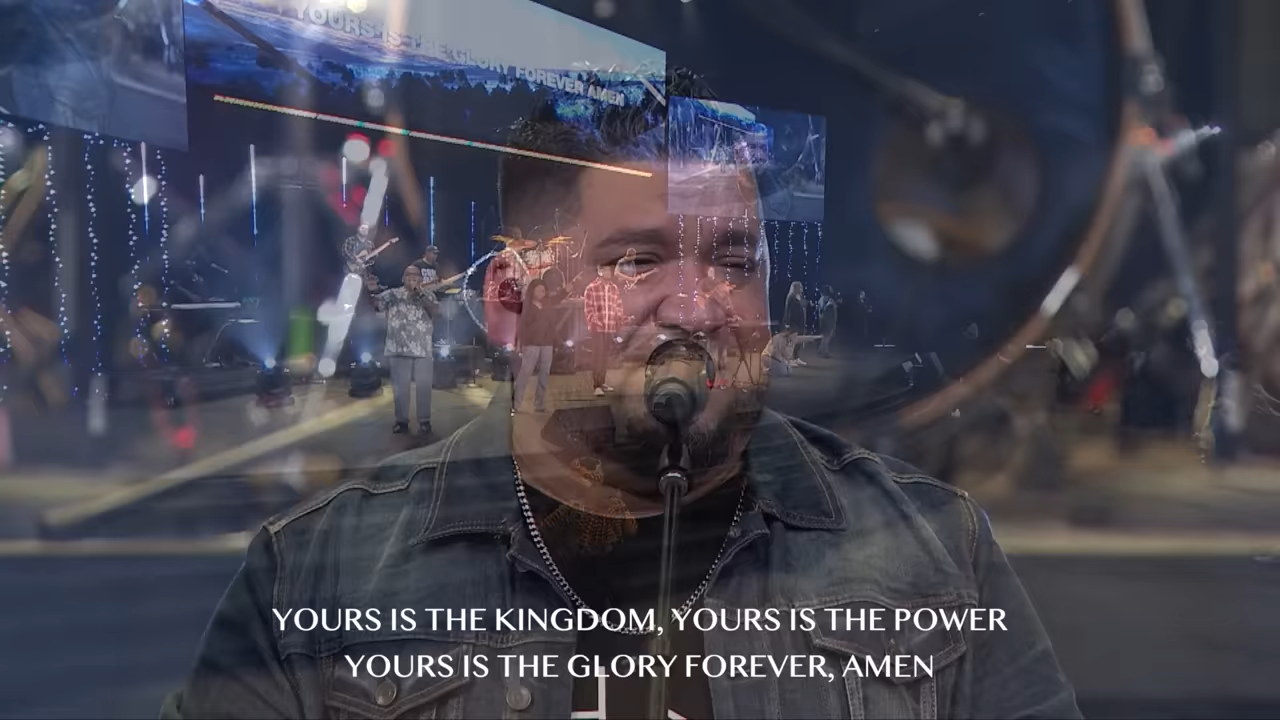 YOURS IS THE GLORY FOREVER AMEN
YOURS IS THE KINGDOM, YOURS IS THE POWER
YOURS IS THE GLORY FOREVER, AMEN